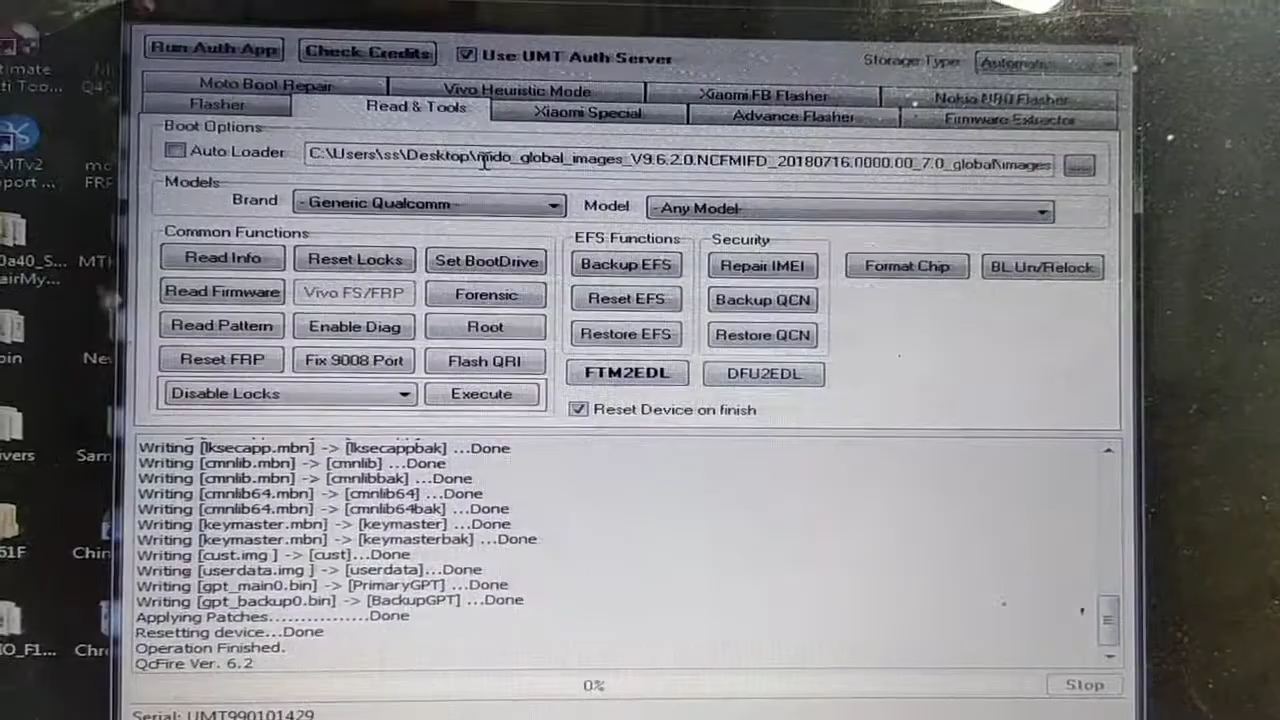 Run Auth App Check Credits Use UMT Auth Server Storage Type: Automatic
Moto Boot Repair Vivo Heuristic Mode Xiaomi FB Flasher Nokia NB0 Flasher
Flasher Read & Tools Xiaomi Special Advance Flasher Firmware Extractor
Boot Options
Auto Loader C:\Users\ss\Desktop\mido_global_images_V9.6.2.0.NCFMIFD_20180716.0000.00_7.0_global\images ...
Models
Brand - Generic Qualcomm- Model -Any Model-
Common Functions EFS Functions Security
Read Info Reset Locks Set BootDrive Backup EFS Repair IMEI Format Chip BL Un/Relock
Read Firmware Vivo FS/FRP Forensic Reset EFS Backup QCN
Read Pattern Enable Diag Root Restore EFS Restore QCN
Reset FRP Fix 9008 Port Flash QRI FTM2EDL DFU2EDL
Disable Locks Execute Reset Device on finish
Writing [lksecapp.mbn] -> [lksecappbak] ...Done
Writing [cmnlib.mbn] -> [cmnlib] ...Done
Writing [cmnlib.mbn] -> [cmnlibbak] ...Done
Writing [cmnlib64.mbn] -> [cmnlib64] ...Done
Writing [cmnlib64.mbn] -> [cmnlib64bak] ...Done
Writing [keymaster.mbn] -> [keymaster] ...Done
Writing [keymaster.mbn] -> [keymasterbak] ...Done
Writing [cust.img ] -> [cust]...Done
Writing [userdata.img ] -> [userdata]...Done
Writing [gpt_main0.bin] -> [PrimaryGPT] ...Done
Writing [gpt_backup0.bin] -> [BackupGPT] ...Done
Applying Patches................Done
Resetting device...Done
Operation Finished.
QcFire Ver. 6.2
0% Stop
Serial: UMT990101429